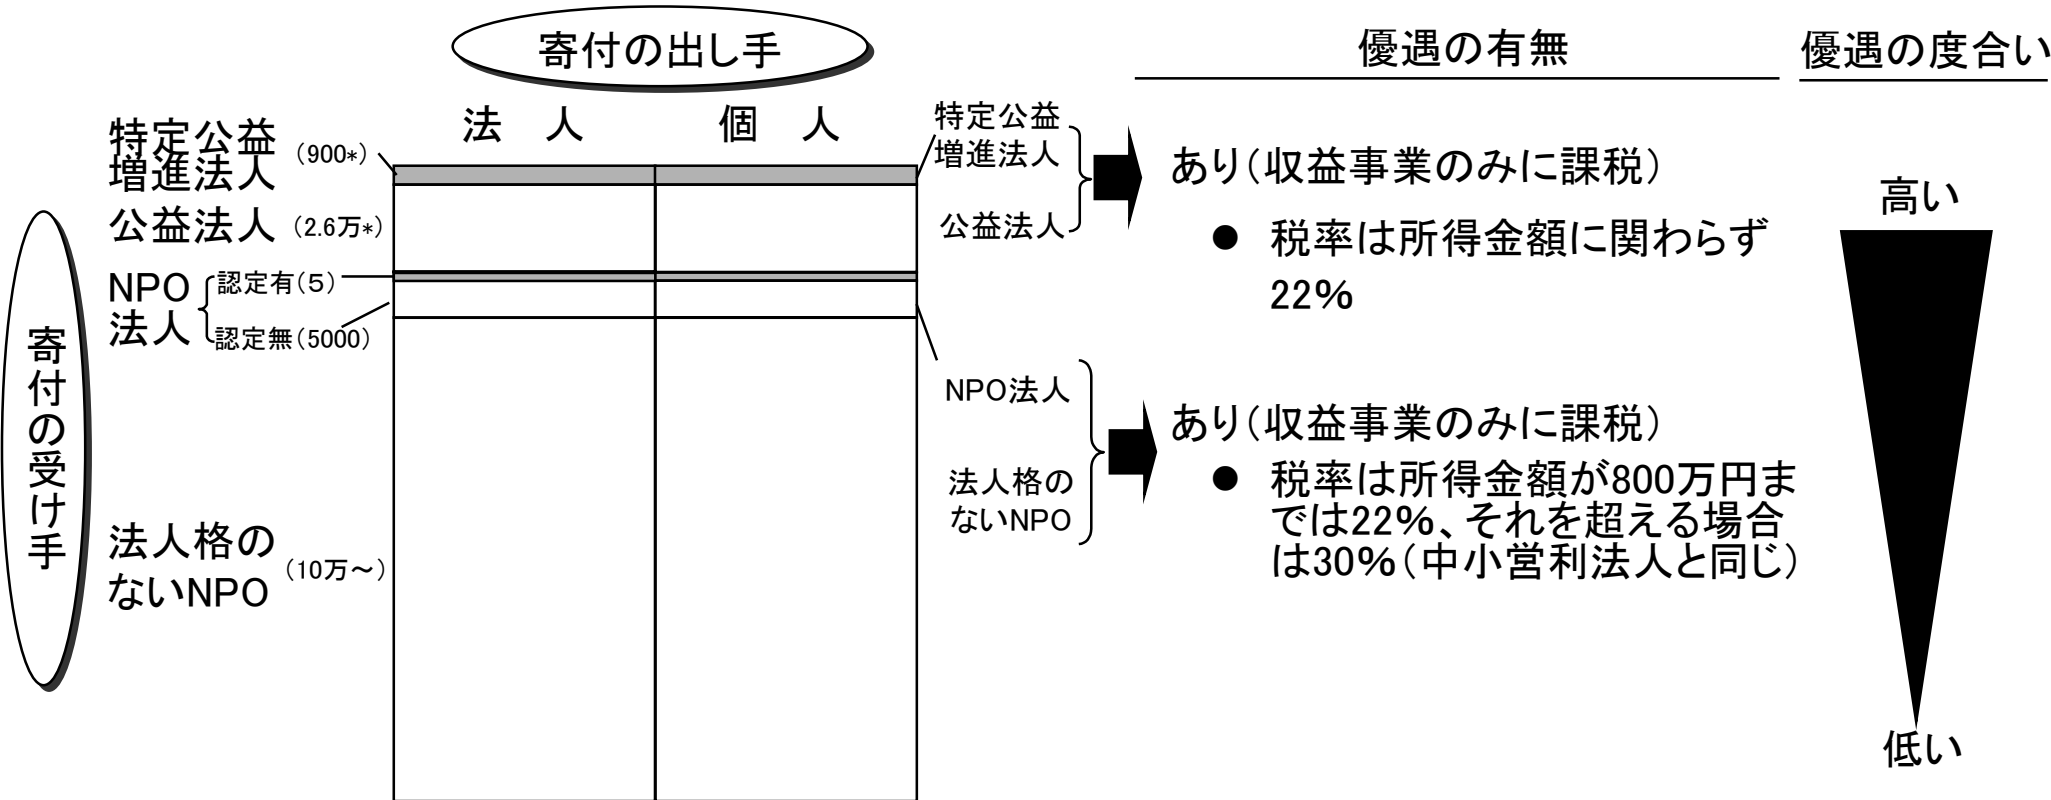 寄付の出し手
優遇の有無
優遇の度合い
法 人
個 人
特定公益
増進法人
(900*)
公益法人
(2.6万*)
NPO
法人
認定有(5)
認定無(5000)
法人格の
ないNPO
(10万～)
寄付の受け手
特定公益
増進法人
公益法人
あり(収益事業のみに課税)
● 税率は所得金額に関わらず
22%
NPO法人
法人格の
ないNPO
あり(収益事業のみに課税)
● 税率は所得金額が800万円ま
では22%、それを超える場合
は30%(中小営利法人と同じ)
高い
低い